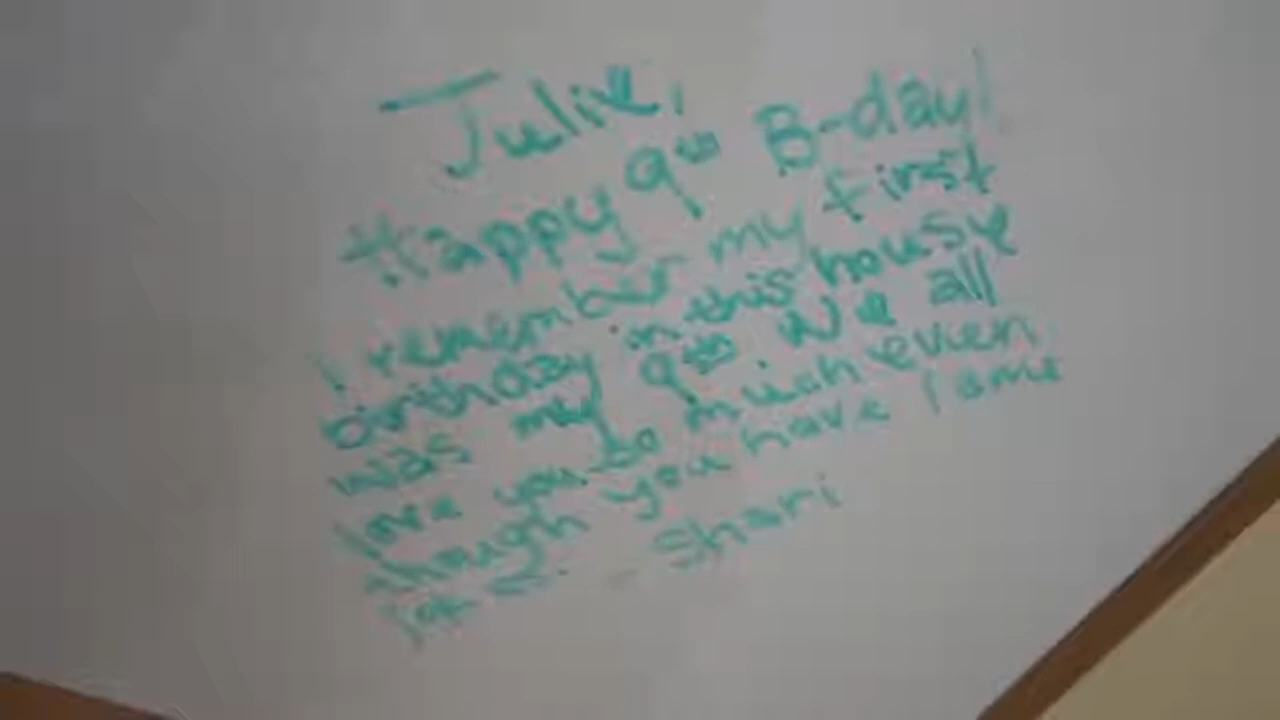 Julie,
Happy 9th B-day!
I remember my first
birthday in this house
was my 9th. We all
love you so much even
though you have lame
Shari